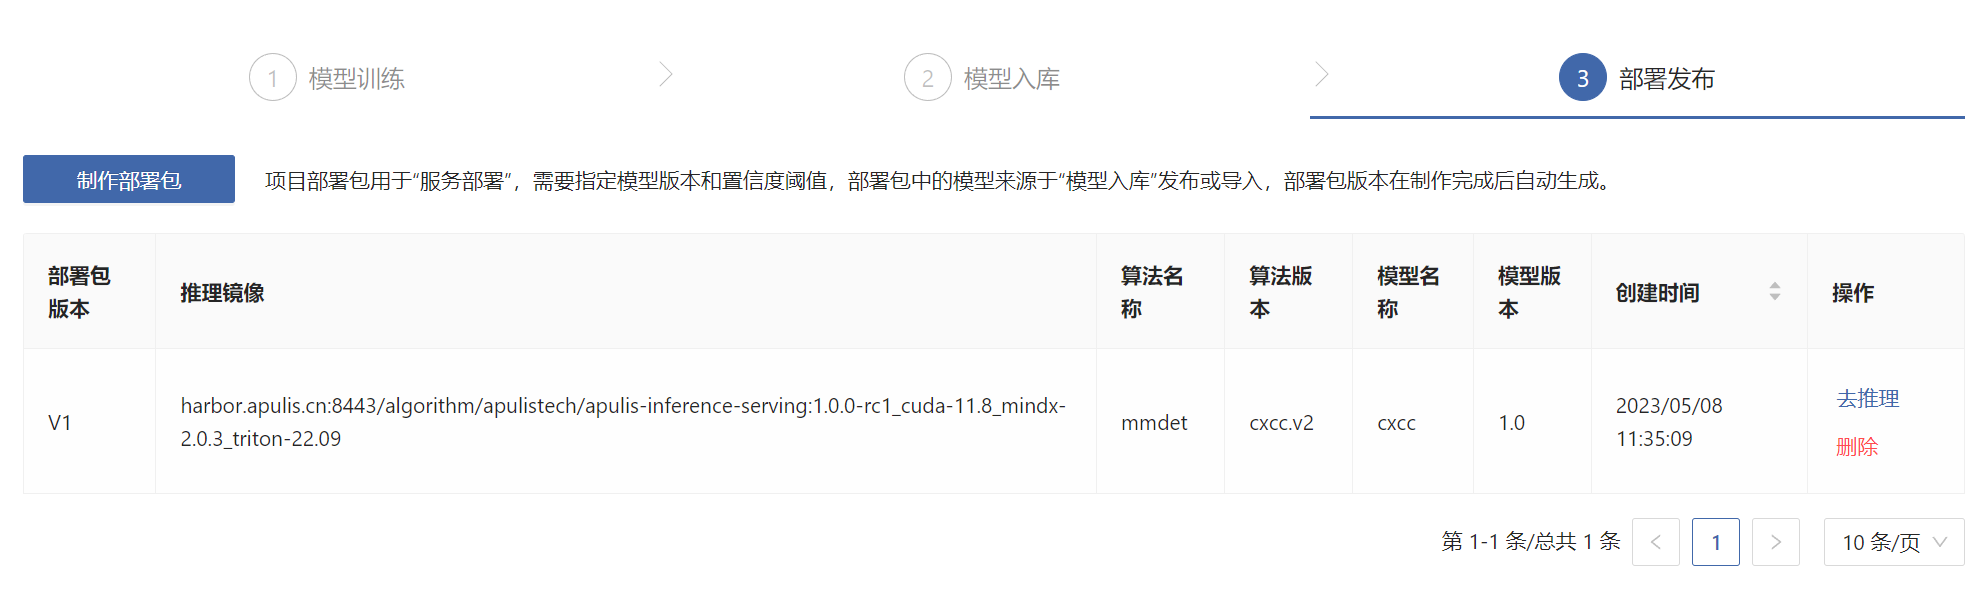 1 模型训练
2 模型入库
3 部署发布
制作部署包
项目部署包用于“服务部署”，需要指定模型版本和置信度阈值，部署包中的模型来源于“模型入库”发布或导入，部署包版本在制作完成后自动生成。
部署包
版本
推理镜像
算法名
称
算法版
本
模型名
称
模型版
本
创建时间
操作
V1
harbor.apulis.cn:8443/algorithm/apulistech/apulis-inference-serving:1.0.0-rc1_cuda-11.8_mindx-
2.0.3_triton-22.09
mmdet
cxcc.v2
cxcc
1.0
2023/05/08
11:35:09
去推理
删除
第 1-1 条/总共 1 条
1
10 条/页